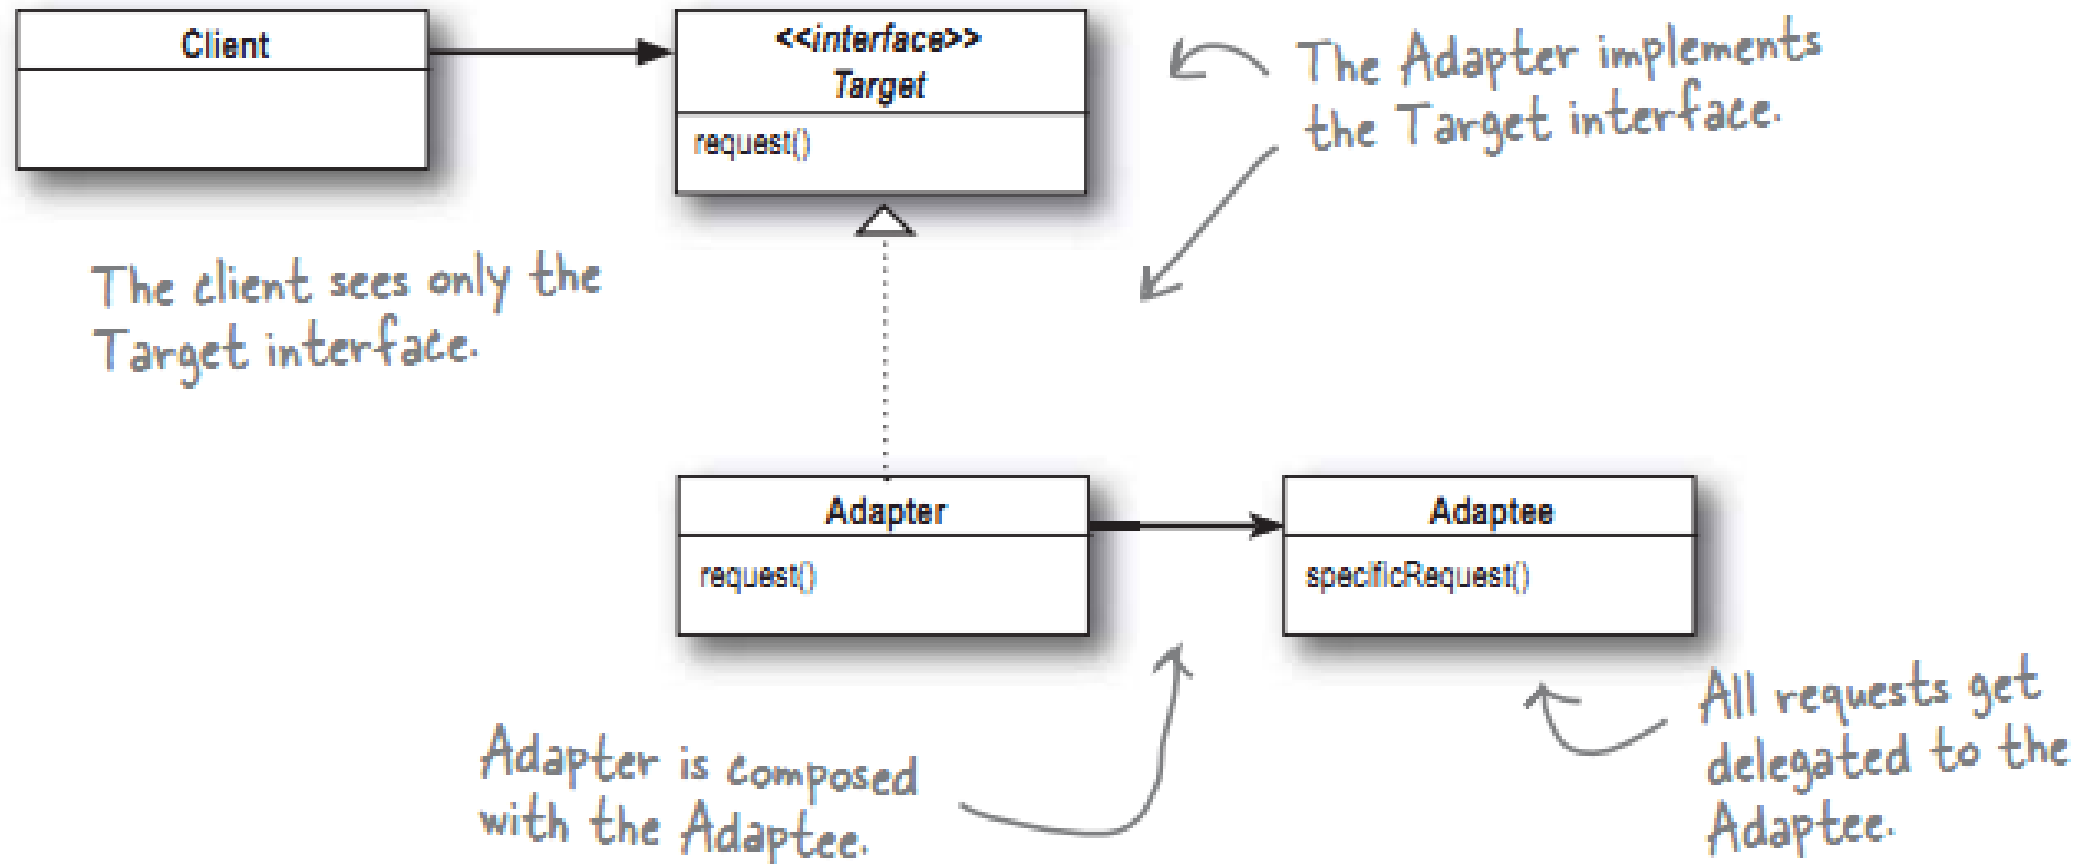 Client
<<interface>>
Target
request()
The Adapter implements
the Target interface.
The client sees only the
Target interface.
Adapter
request()
Adaptee
specificRequest()
Adapter is composed
with the Adaptee.
All requests get
delegated to the
Adaptee.